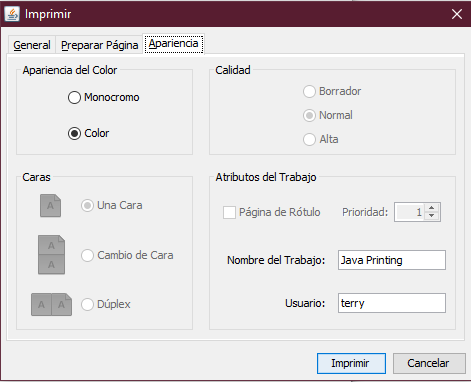 Imprimir
General Preparar Página Apariencia
Apariencia del Color
Monocromo
Color
Calidad
Borrador
Normal
Alta
Caras
A
Una Cara
A
A
Cambio de Cara
A A
Dúplex
Atributos del Trabajo
Página de Rótulo Prioridad: 1
Nombre del Trabajo: Java Printing
Usuario: terry
Imprimir Cancelar